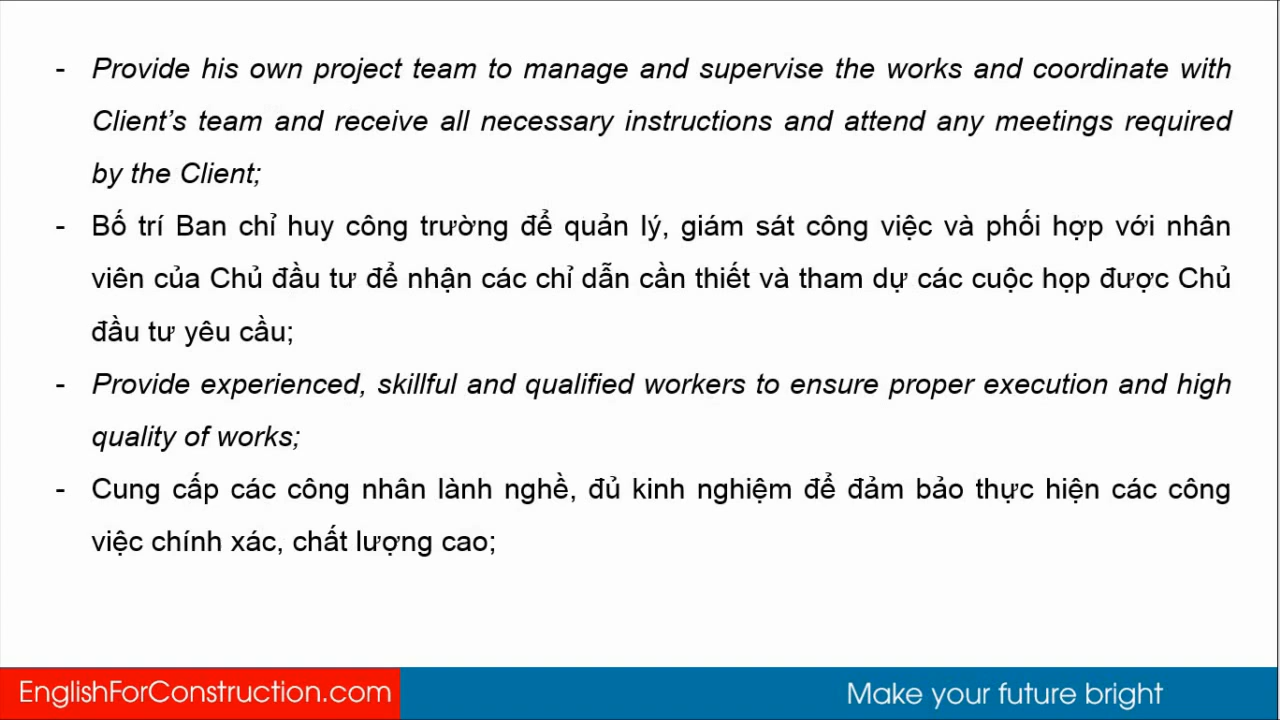 - Provide his own project team to manage and supervise the works and coordinate with
Client's team and receive all necessary instructions and attend any meetings required
by the Client;
- Bố trí Ban chỉ huy công trường để quản lý, giám sát công việc và phối hợp với nhân
viên của Chủ đầu tư để nhận các chỉ dẫn cần thiết và tham dự các cuộc họp được Chủ
đầu tư yêu cầu;
- Provide experienced, skillful and qualified workers to ensure proper execution and high
quality of works;
- Cung cấp các công nhân lành nghề, đủ kinh nghiệm để đảm bảo thực hiện các công
việc chính xác, chất lượng cao;
EnglishForConstruction.com
Make your future bright